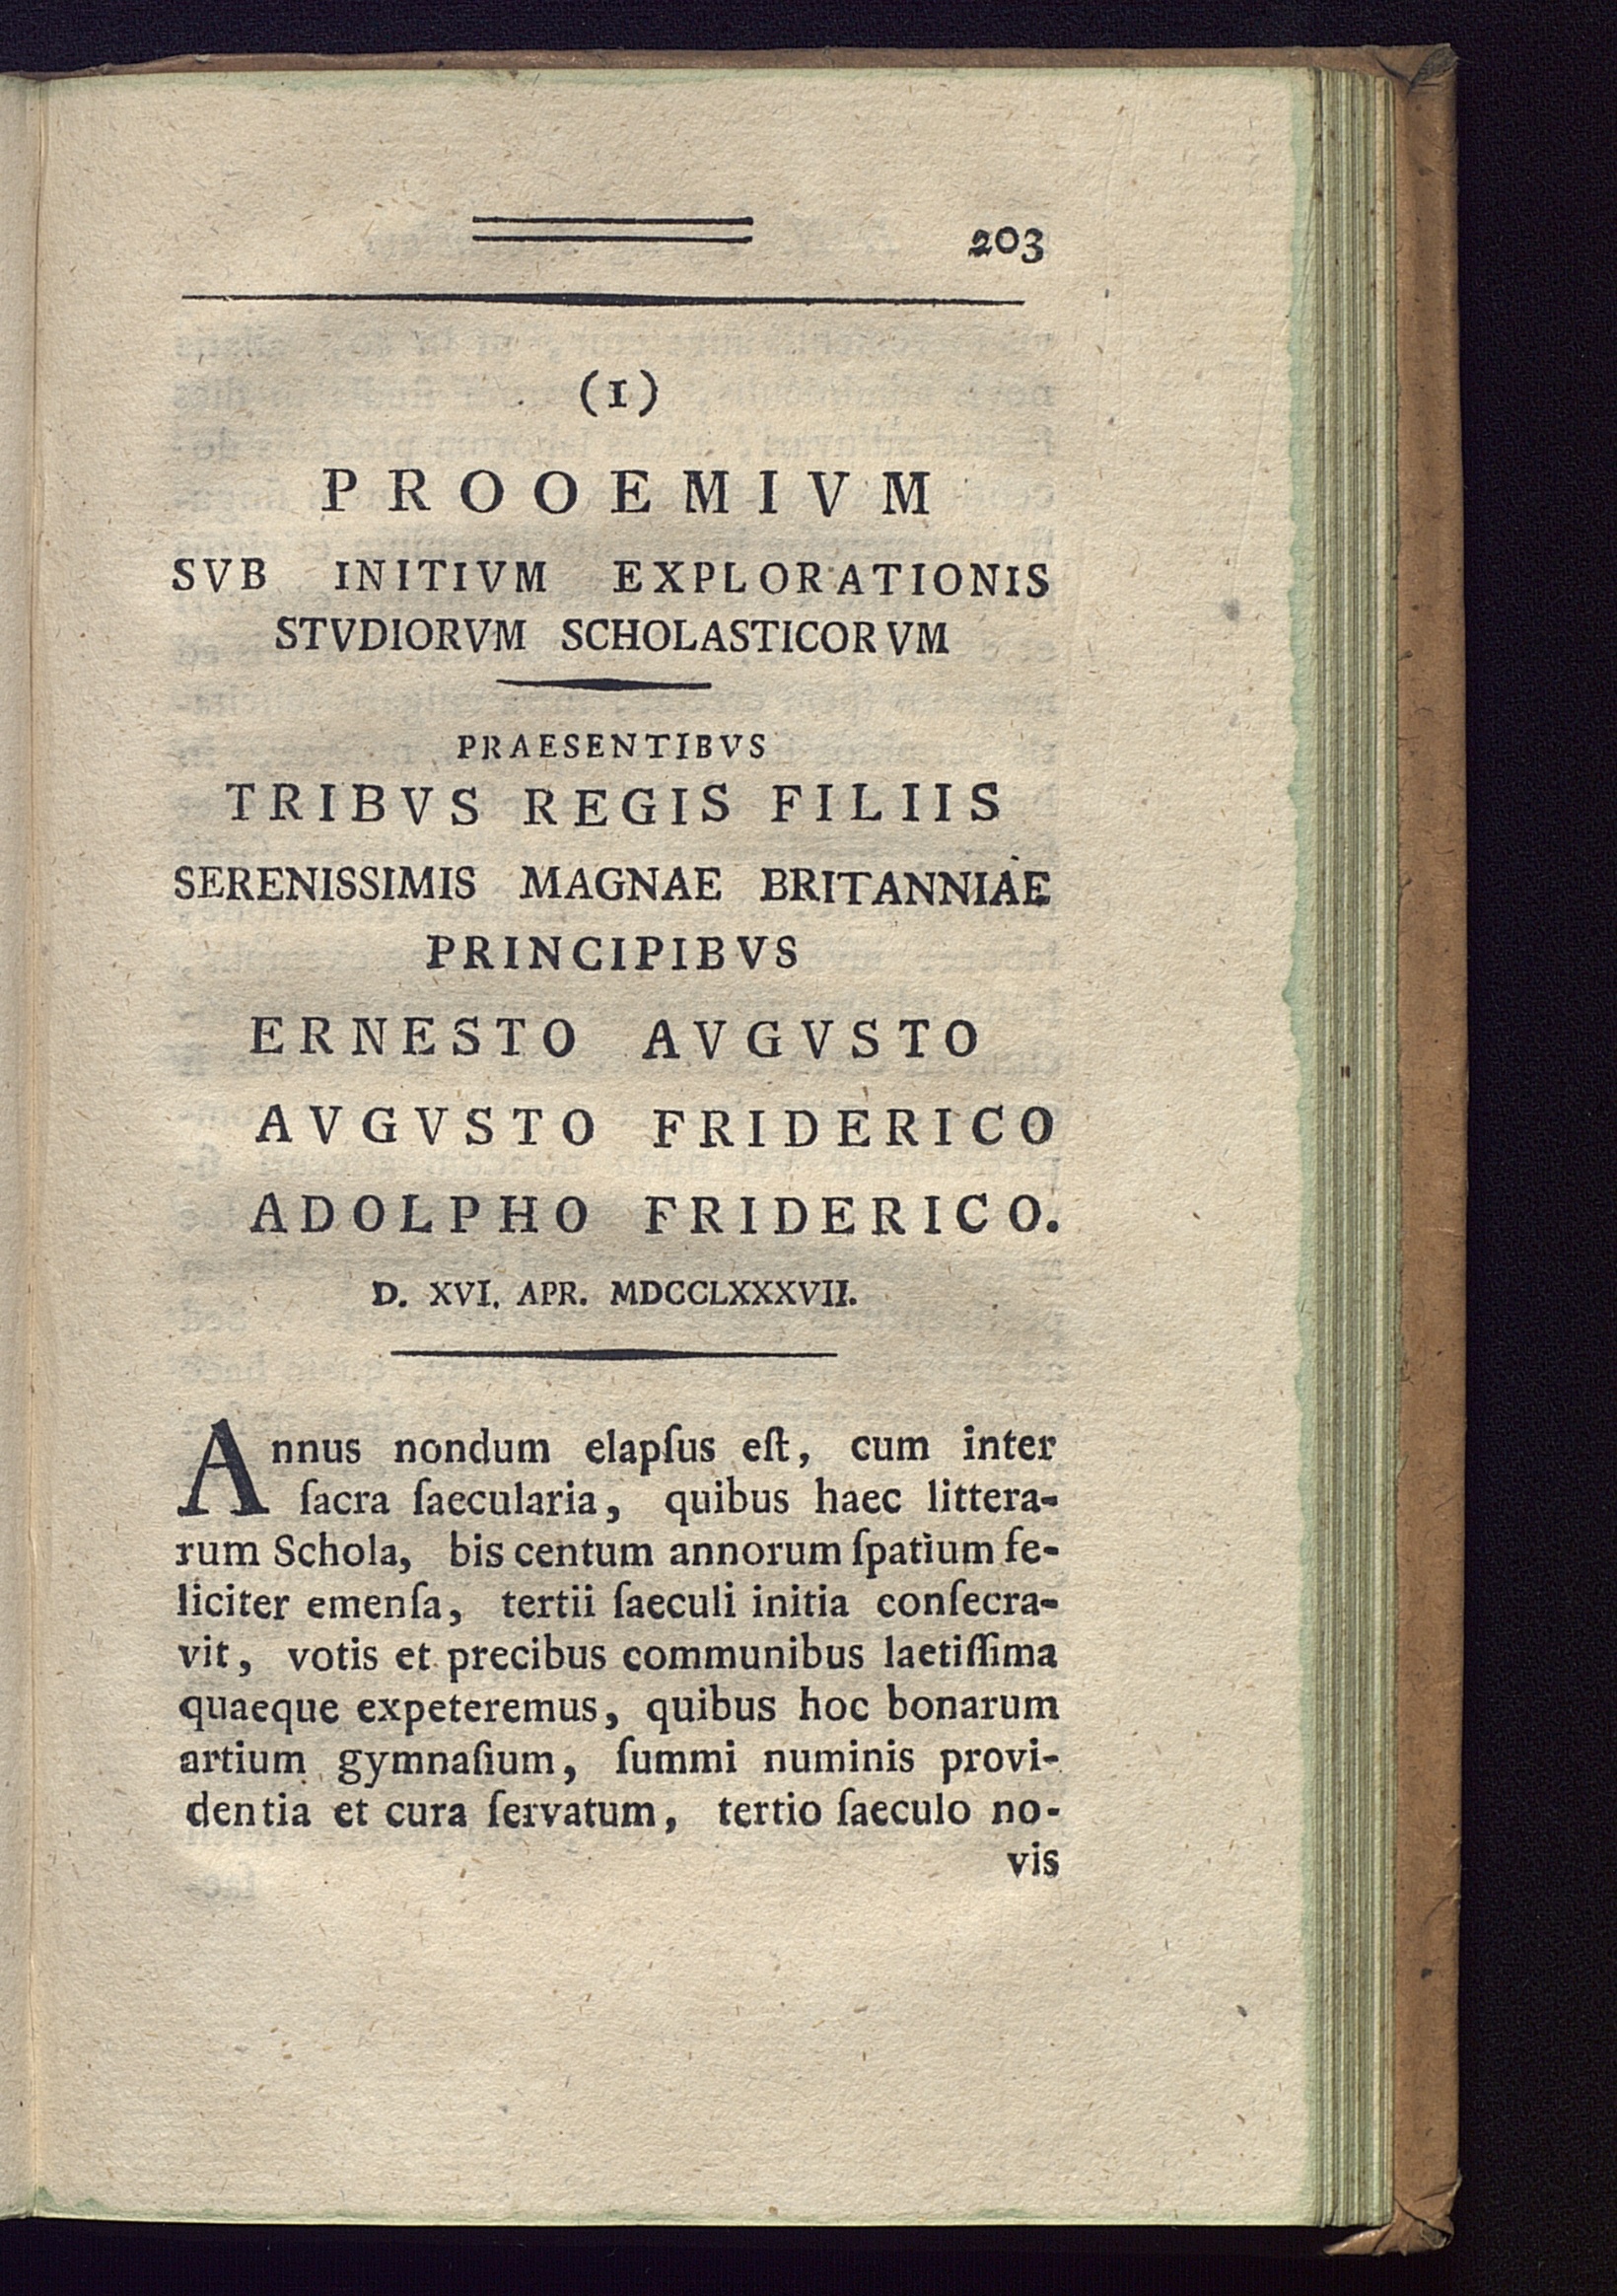 203
(1)
PROOEMIVM
SVB INITIVM EXPLORATIONIS
STVDIORVM SCHOLASTICORVM
PRAESENTIBVS
TRIBVS REGIS FILIIS
SERENISSIMIS MAGNAE BRITANNIAE
PRINCIPIBVS
ERNESTO AVGVSTO
AVGVSTO FRIDERICO
ADOLPHO FRIDERICO.
D. XVI. APR. MDCCLXXXVII.
Annus nondum elapſus eſt, cum inter
ſacra ſaecularia, quibus haec littera-
rum Schola, bis centum annorum ſpatium fe-
liciter emenſa, tertii ſaeculi initia conſecra-
vit, votis et precibus communibus laetiſſima
quaeque expeteremus, quibus hoc bonarum
artium gymnaſium, ſummi numinis provi-
dentia et cura ſervatum, tertio ſaeculo no-
vis